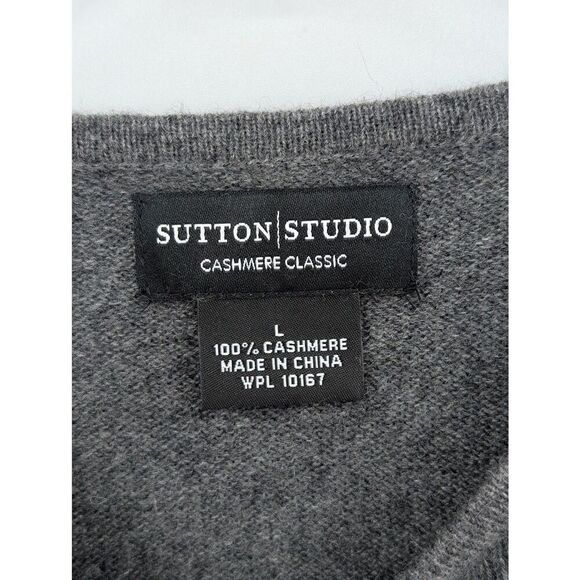 SUTTON|STUDIO
CASHMERE CLASSIC
L
100% CASHMERE
MADE IN CHINA
WPL 10167